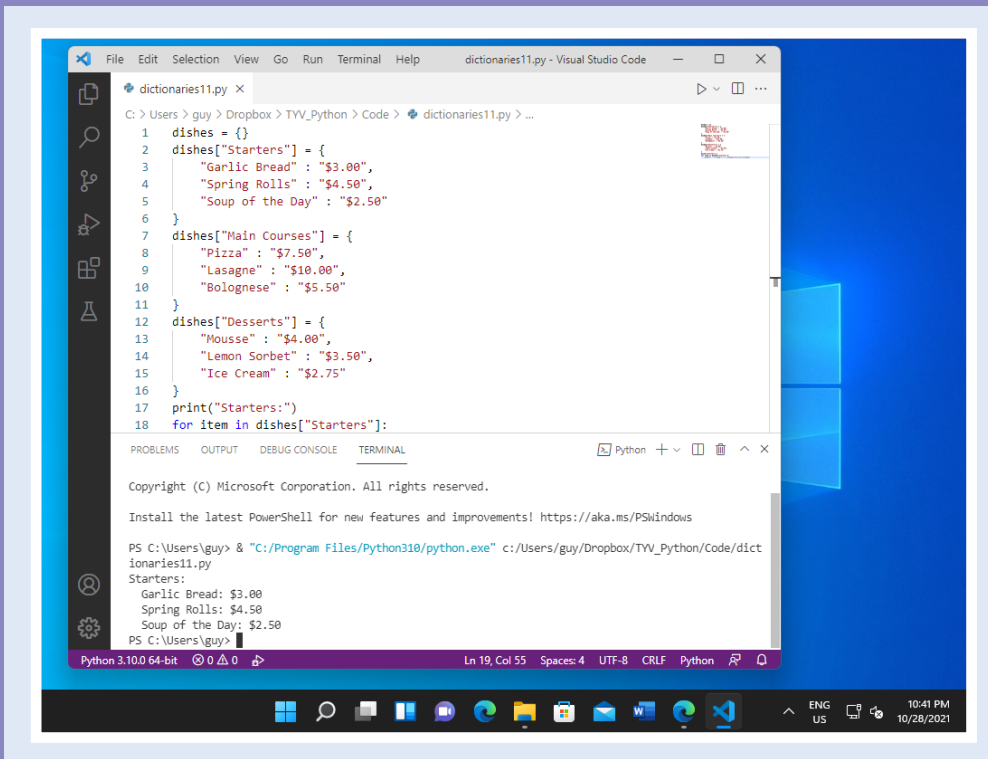 File Edit Selection View Go Run Terminal Help dictionaries11.py - Visual Studio Code
dictionaries11.py
C: > Users > guy > Dropbox > TYV_Python > Code > dictionaries11.py > ...
1 dishes = {}
2 dishes["Starters"] = {
3 "Garlic Bread" : "$3.00",
4 "Spring Rolls" : "$4.50",
5 "Soup of the Day" : "$2.50"
6 }
7 dishes["Main Courses"] = {
8 "Pizza" : "$7.50",
9 "Lasagne" : "$10.00",
10 "Bolognese" : "$5.50"
11 }
12 dishes["Desserts"] = {
13 "Mousse" : "$4.00",
14 "Lemon Sorbet" : "$3.50",
15 "Ice Cream" : "$2.75"
16 }
17 print("Starters:")
18 for item in dishes["Starters"]:
PROBLEMS OUTPUT DEBUG CONSOLE TERMINAL Python
Copyright (C) Microsoft Corporation. All rights reserved.
Install the latest PowerShell for new features and improvements! https://aka.ms/PSWindows
PS C:\Users\guy> & "C:/Program Files/Python310/python.exe" c:/Users/guy/Dropbox/TYV_Python/Code/dict
ionaries11.py
Starters:
Garlic Bread: $3.00
Spring Rolls: $4.50
Soup of the Day: $2.50
PS C:\Users\guy>
Python 3.10.0 64-bit 0 0 Ln 19, Col 55 Spaces: 4 UTF-8 CRLF Python
ENG 10:41 PM
US 10/28/2021